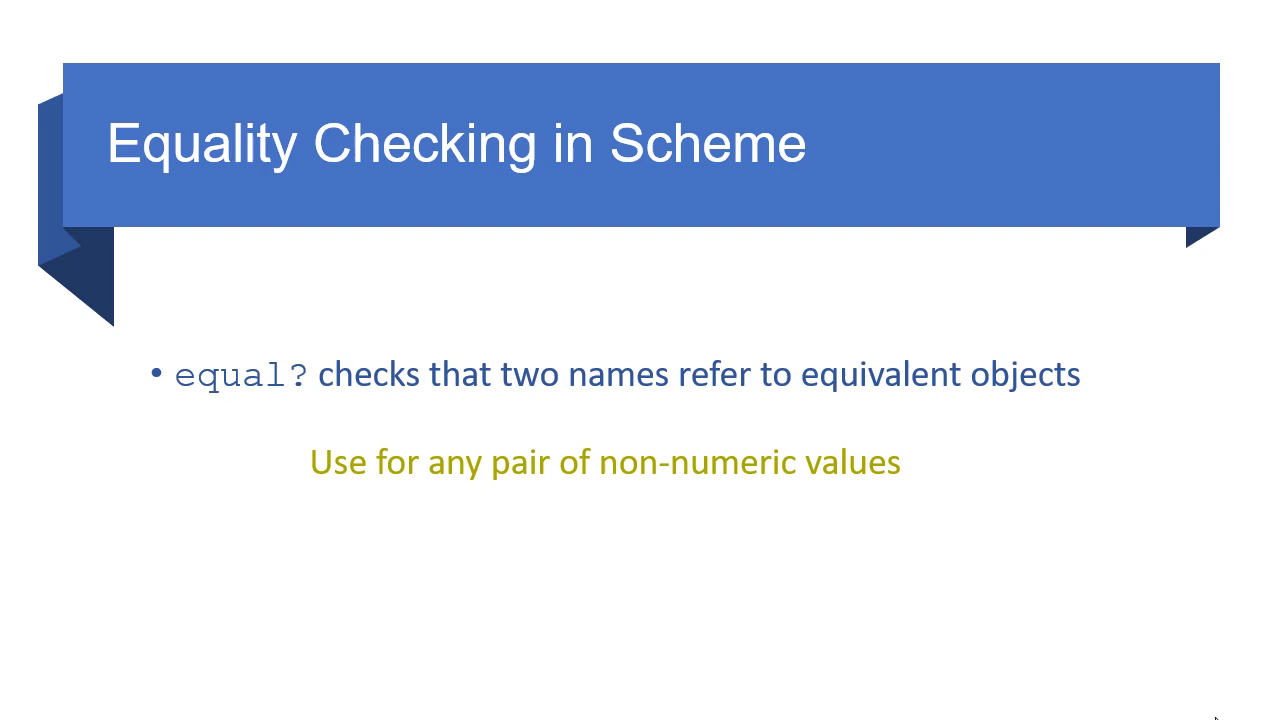 Equality Checking in Scheme
• equal? checks that two names refer to equivalent objects
Use for any pair of non-numeric values